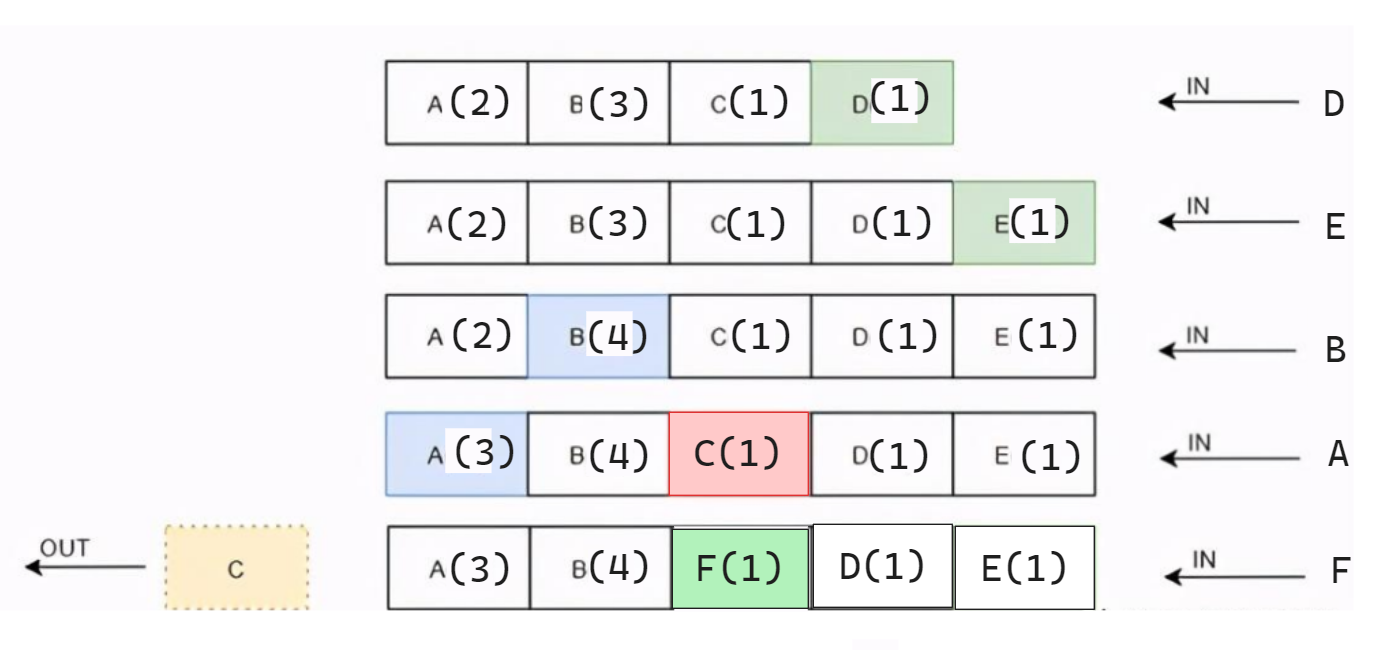 A(2) B(3) C(1) D(1) IN D
A(2) B(3) C(1) D(1) E(1) IN E
A(2) B(4) C(1) D(1) E(1) IN B
A(3) B(4) C(1) D(1) E(1) IN A
OUT C A(3) B(4) F(1) D(1) E(1) IN F